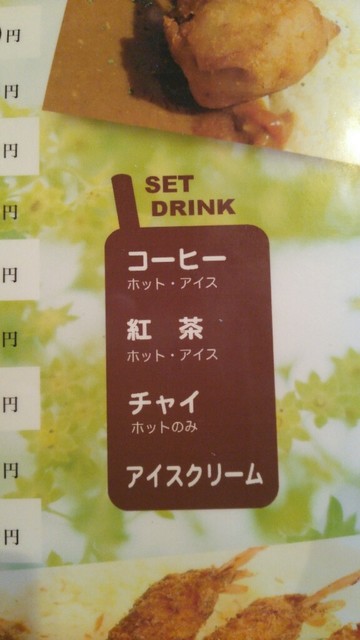 円
円
円
円
円
円
円
円
円
SET
DRINK
コーヒー
ホット・アイス
紅 茶
ホット・アイス
チャイ
ホットのみ
アイスクリーム